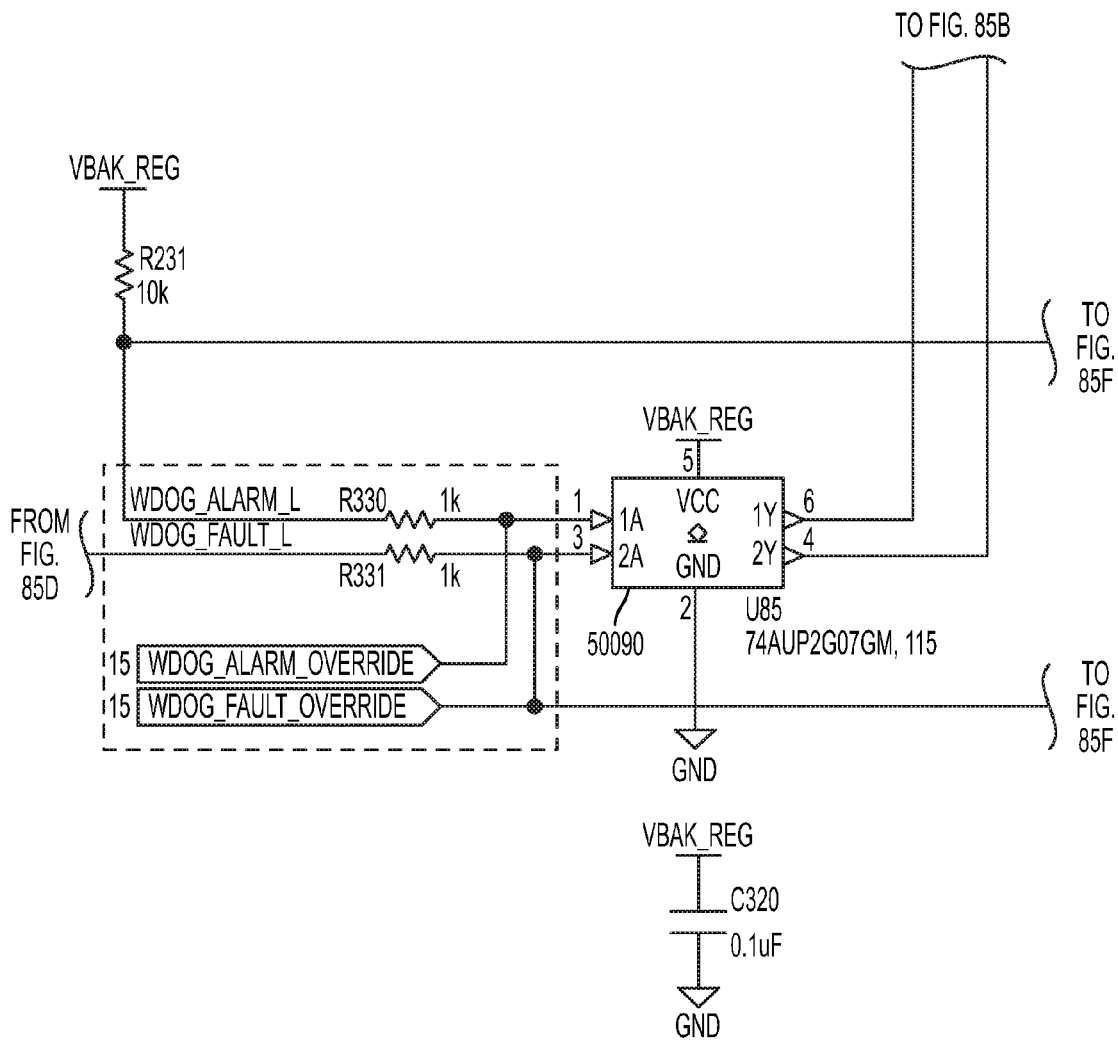 TO FIG. 85B
VBAK_REG
R231
10k
TO
FIG.
85F
VBAK_REG
5
WDOG_ALARM_L
R330
1k
1
1A
VCC
1Y
6
FROM
FIG.
85D
WDOG_FAULT_L
R331
1k
3
2A
GND
2Y
4
2
50090
U85
74AUP2G07GM, 115
15
WDOG_ALARM_OVERRIDE
15
WDOG_FAULT_OVERRIDE
TO
FIG.
85F
GND
VBAK_REG
C320
0.1uF
GND